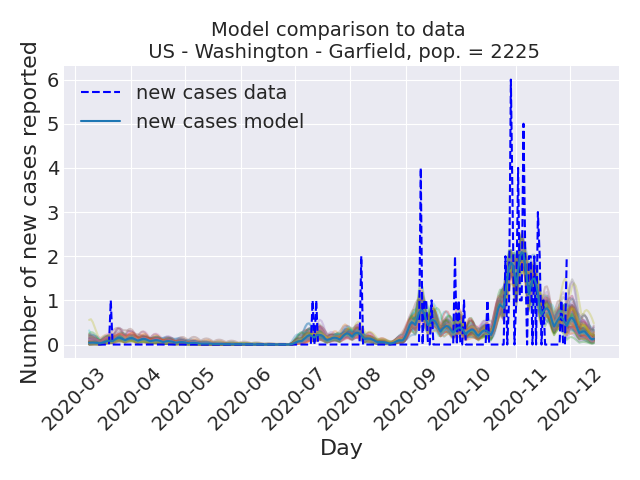 Model comparison to data
US - Washington - Garfield, pop. = 2225
Number of new cases reported
6
5
4
3
2
1
0
new cases data
new cases model
2020-03
2020-04
2020-05
2020-06
2020-07
2020-08
2020-09
2020-10
2020-11
2020-12
Day